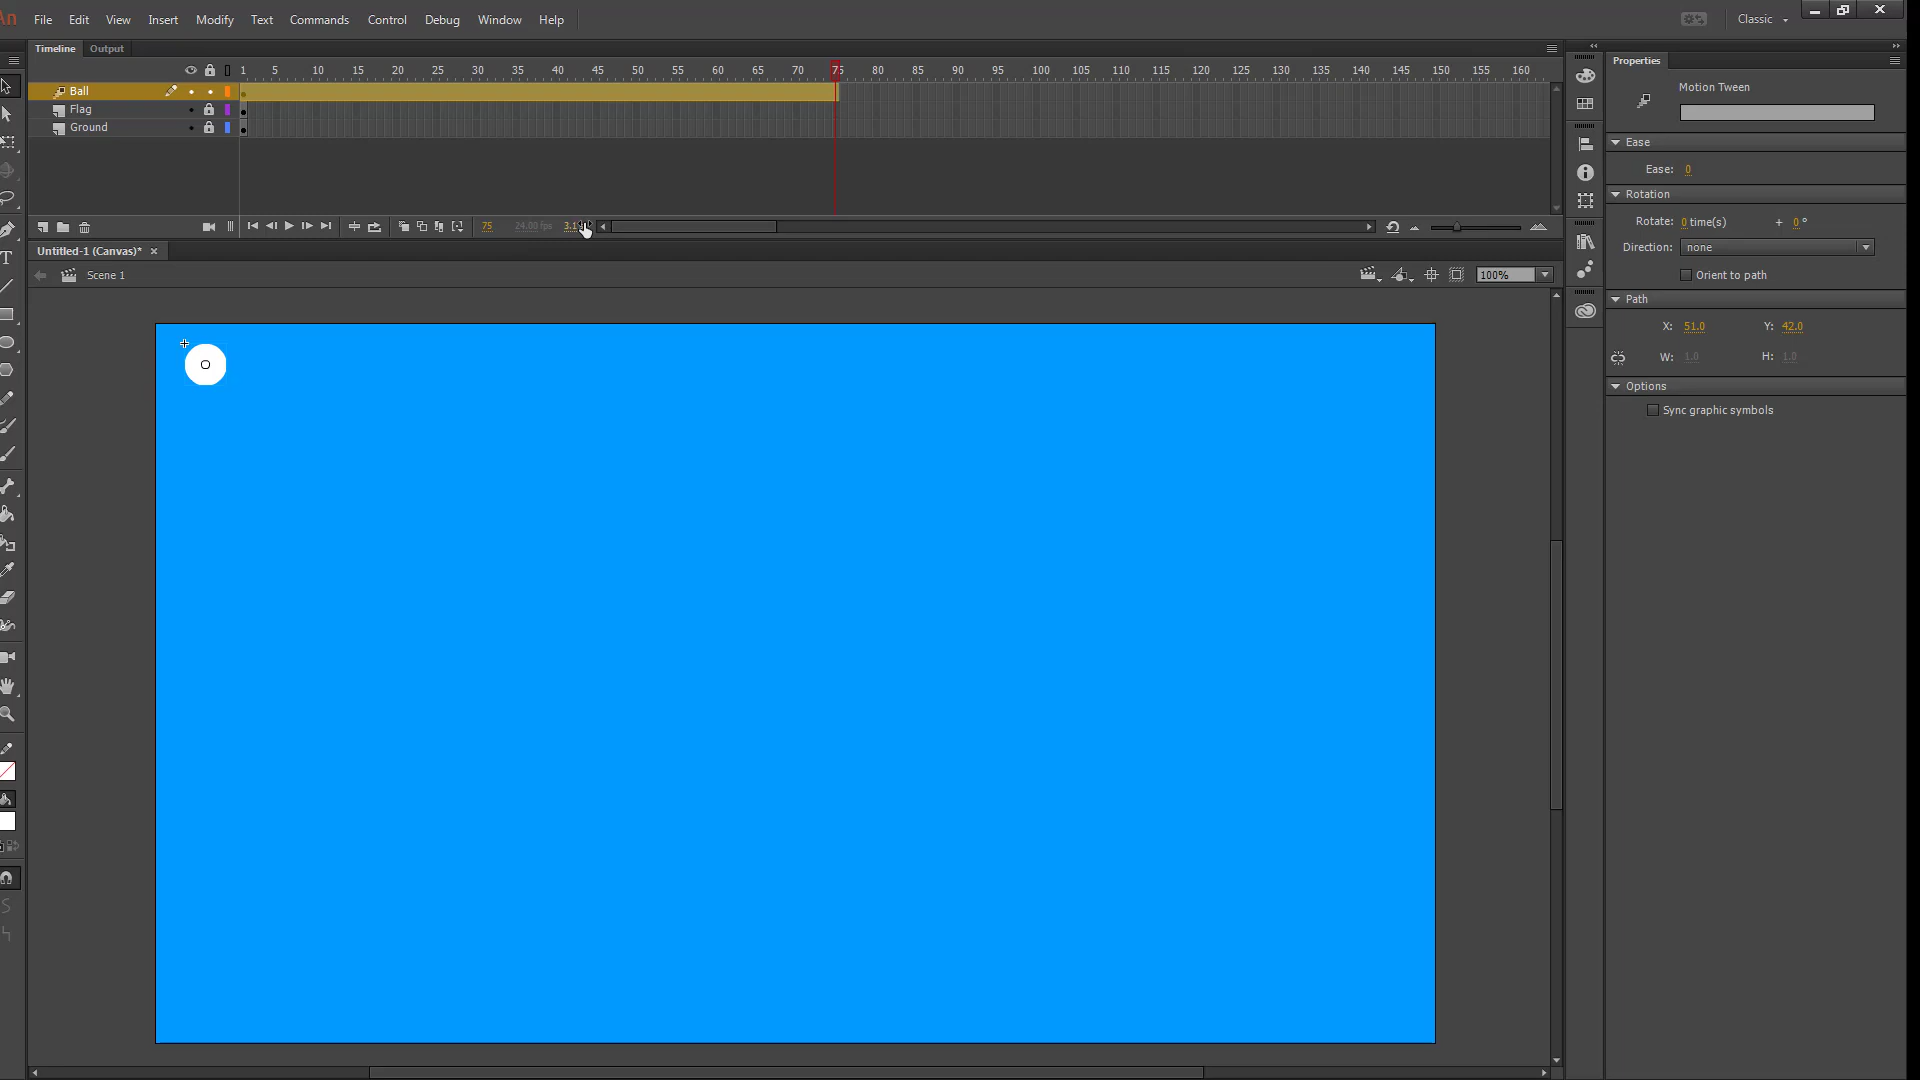 An File Edit View Insert Modify Text Commands Control Debug Window Help Classic
Timeline Output
Properties
1 5 10 15 20 25 30 35 40 45 50 55 60 65 70 75 80 85 90 95 100 105 110 115 120 125 130 135 140 145 150 155 160
Ball
Flag
Ground
Motion Tween
Ease
Ease: 0
Rotation
Rotate: 0 time(s) + 0 °
Direction: none
Orient to path
Path
X: 51.0 Y: 42.0
W: 1.0 H: 1.0
Options
Sync graphic symbols
75 24.00 fps
Untitled-1 (Canvas)* ×
Scene 1
100%
T